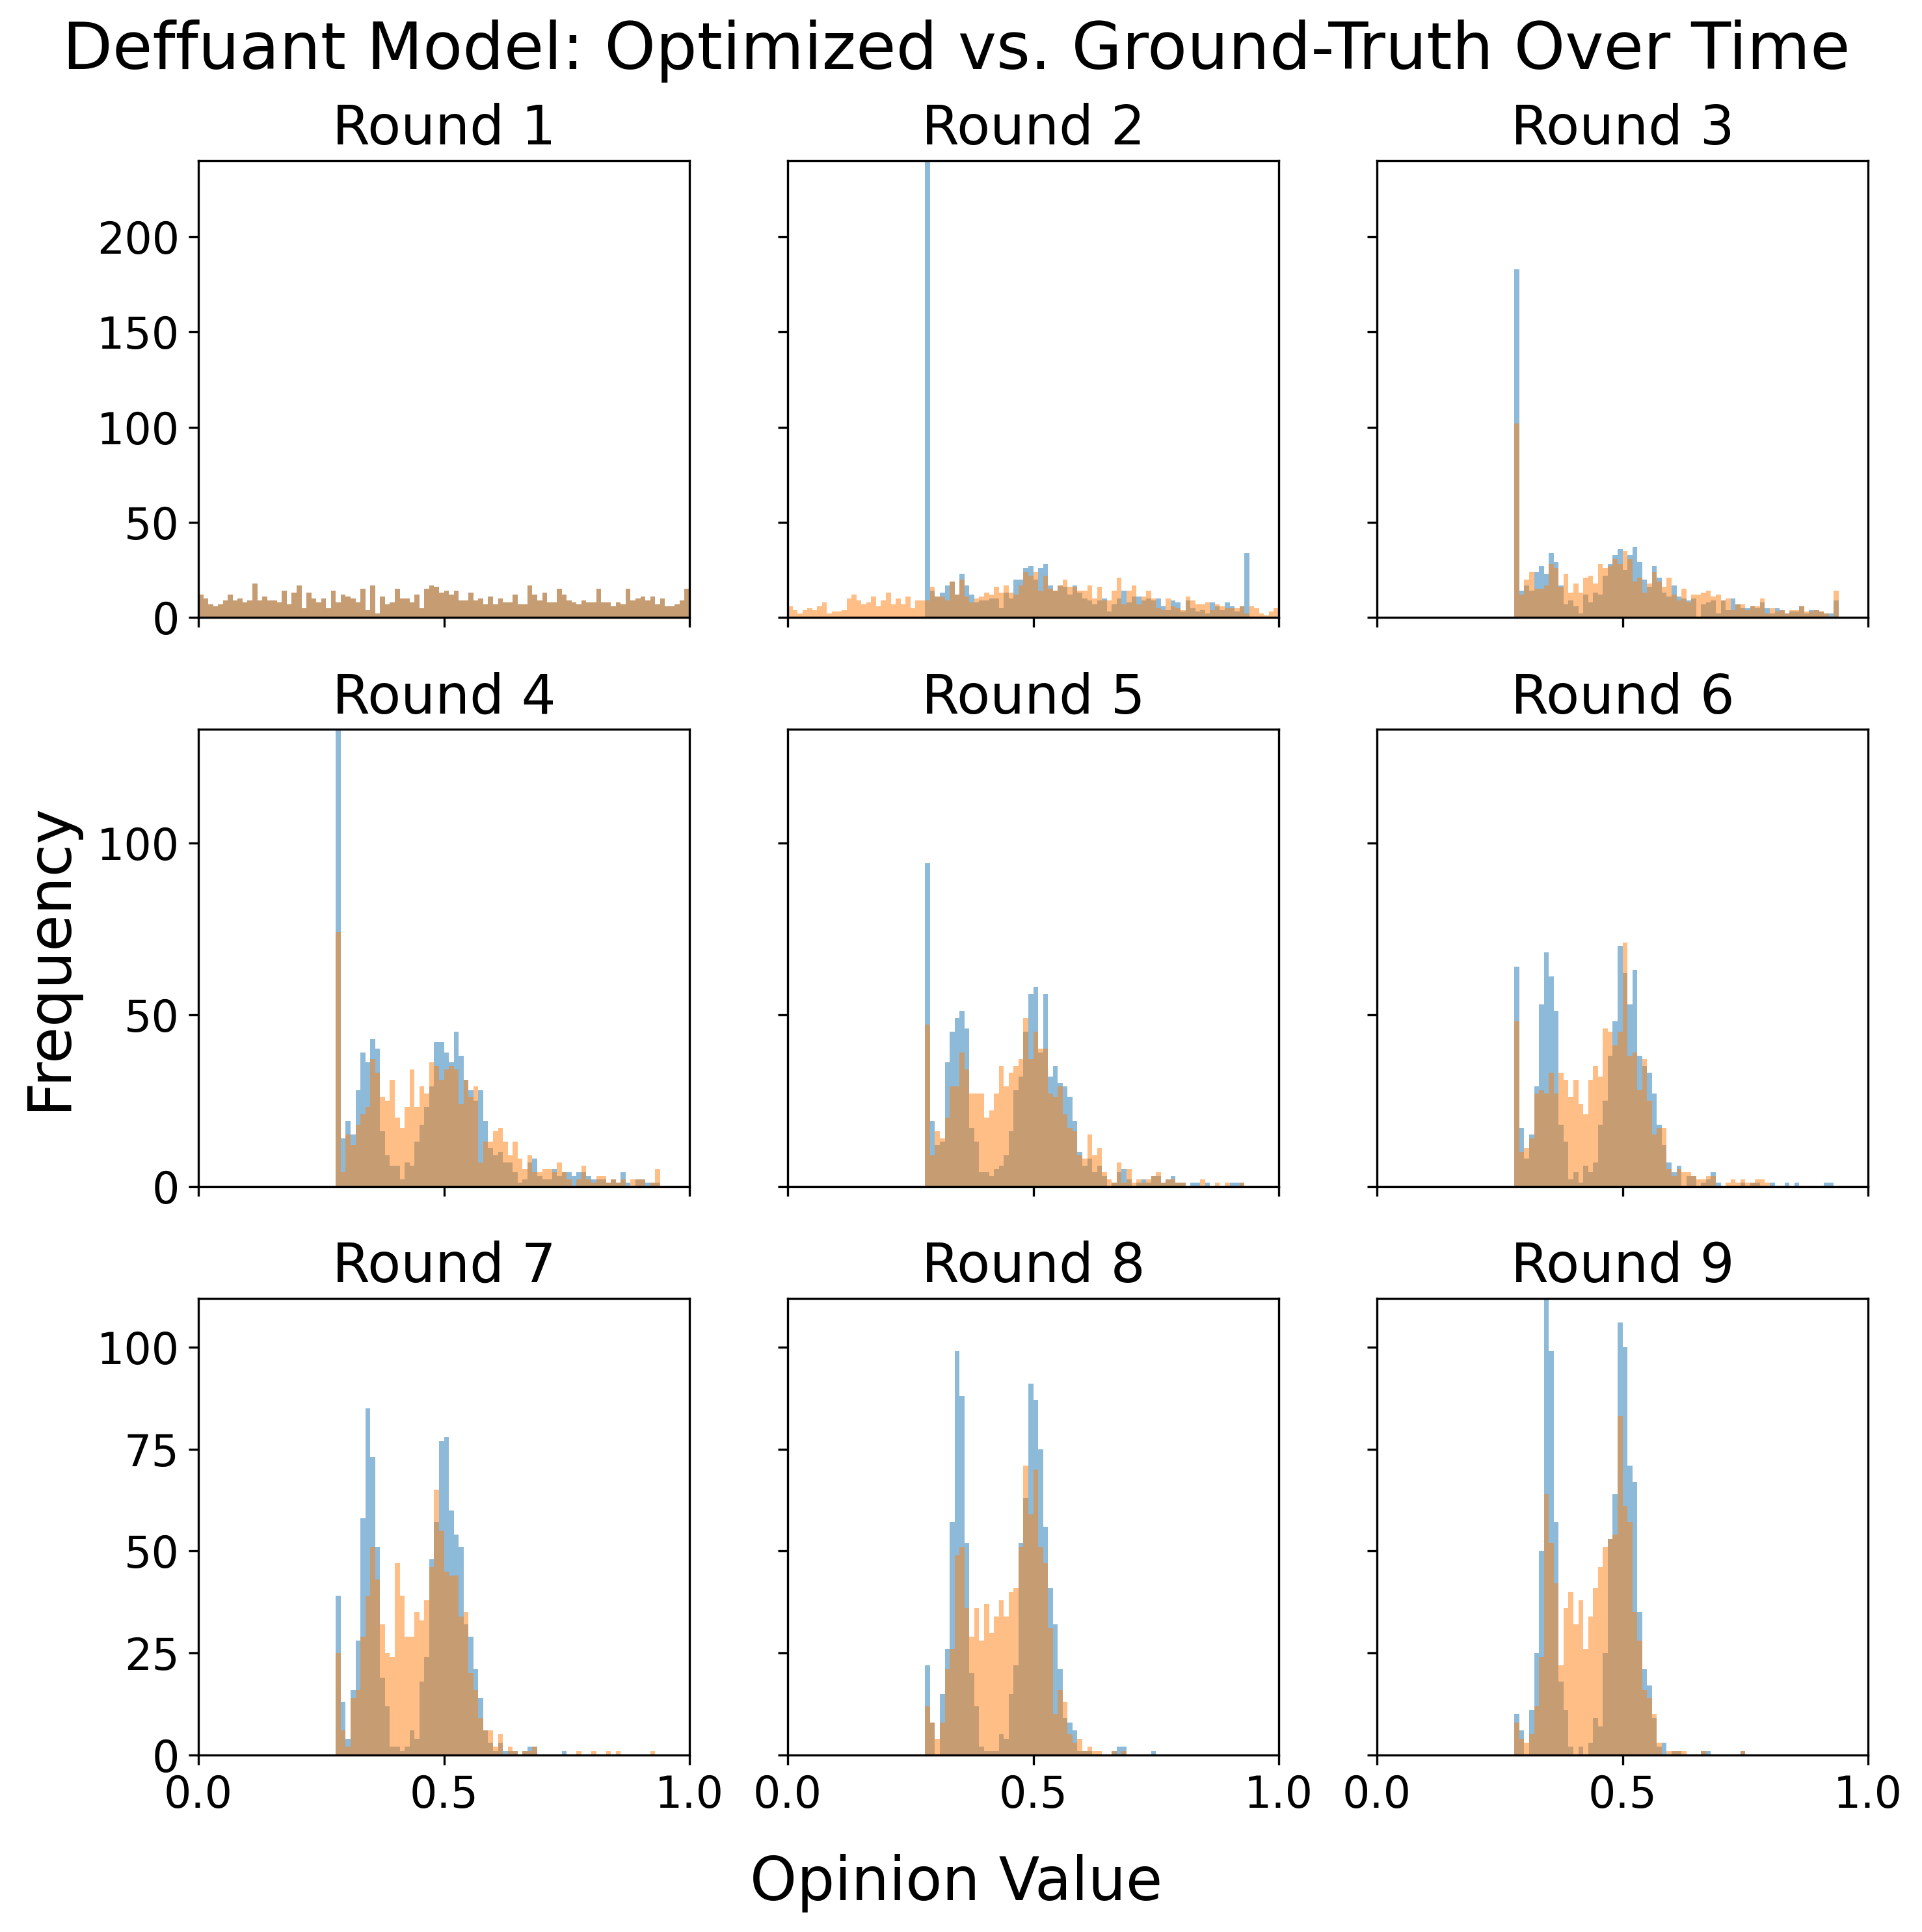 Deffuant Model: Optimized vs. Ground-Truth Over Time
Round 1
Round 2
Round 3
200
150
100
50
0
Round 4
Round 5
Round 6
Frequency
100
50
0
Round 7
Round 8
Round 9
100
75
50
25
0
0.0 0.5 1.0 0.0 0.5 1.0 0.0 0.5 1.0
Opinion Value